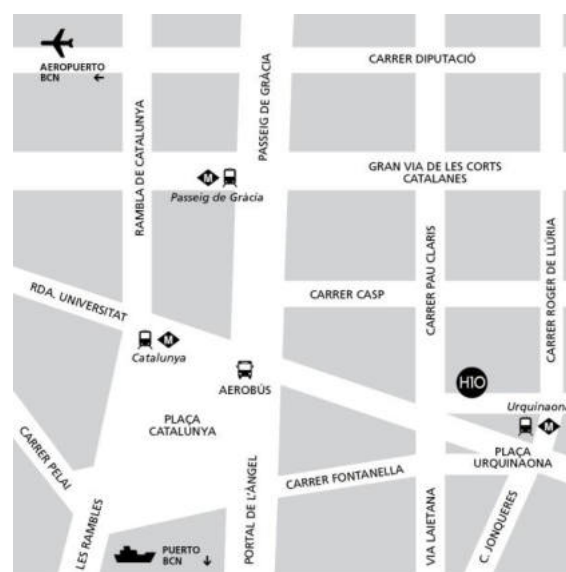 AEROPUERTO
BCN ←
CARRER DIPUTACIÓ
PASSEIG DE GRÀCIA
RAMBLA DE CATALUNYA
GRAN VIA DE LES CORTS
CATALANES
M
Passeig de Gràcia
CARRER PAU CLARIS
CARRER ROGER DE LLÚRIA
RDA. UNIVERSITAT
CARRER CASP
M
Catalunya
AEROBÚS
H10
Urquinaona
M
PLAÇA
CATALUNYA
PLAÇA
URQUINAONA
CARRER PELAI
CARRER FONTANELLA
LES RAMBLES
PORTAL DE L'ÀNGEL
VIA LAIETANA
C. JONQUERES
PUERTO
BCN ↓